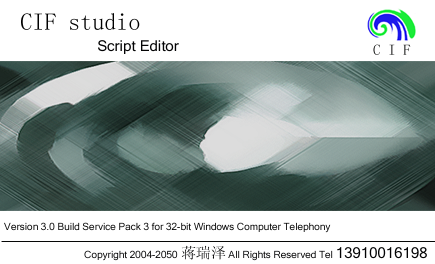 CIF studio
Script Editor
CIF
Version 3.0 Build Service Pack 3 for 32-bit Windows Computer Telephony
Copyright 2004-2050 蒋瑞泽 All Rights Reserved Tel 13910016198